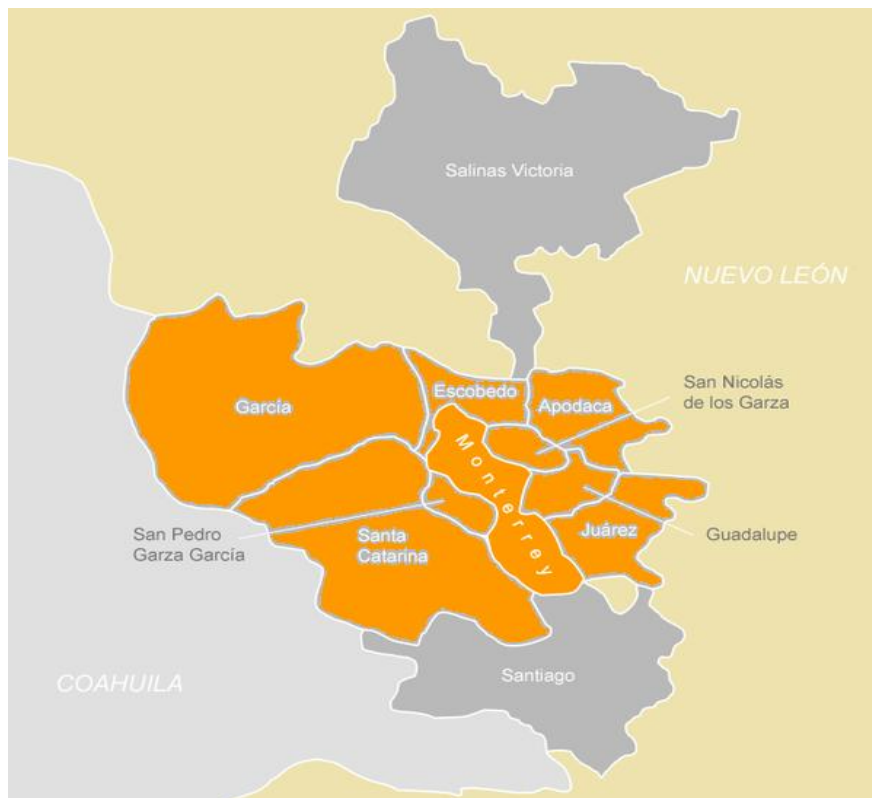 Salinas Victoria
NUEVO LEÓN
San Nicolás
de los Garza
Escobedo
Apodaca
García
Monterrey
San Pedro
Garza García
Santa
Catarina
Juárez
Guadalupe
Santiago
COAHUILA